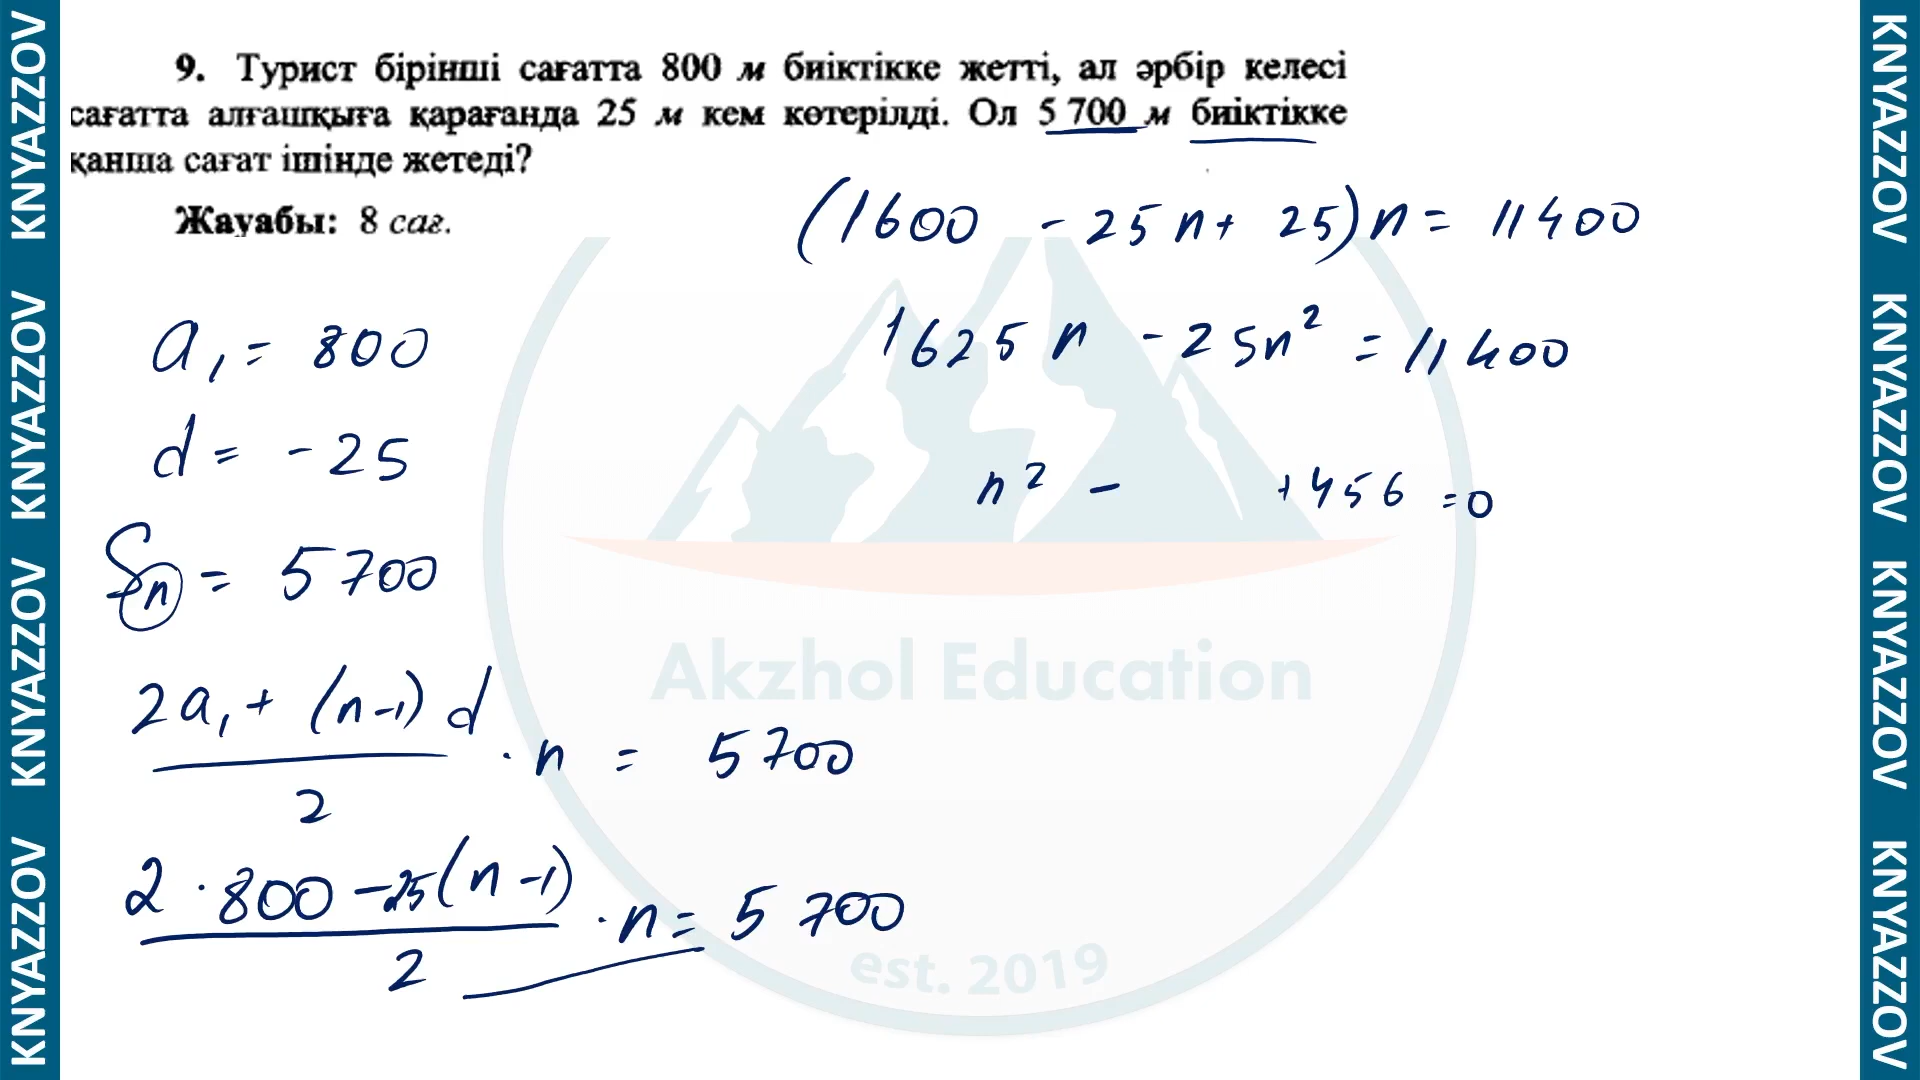 9. Турист бірінші сағатта 800 м биіктікке жетті, ал әрбір келесі
сағатта алғашқыға қарағанда 25 м кем көтерілді. Ол 5 700 м биіктікке
қанша сағат ішінде жетеді?
Жауабы: 8 сағ.
a₁ = 800
d = -25
Sn = 5700
2a₁ + (n-1) d
2
· n = 5700
2 · 800 - 25(n-1)
2
· n = 5 700
(1600 - 25n + 25)n = 11400
1625n - 25n² = 11400
n² - +456 =0
Akzhol Education
est. 2019
KNYAZZOV KNYAZZOV KNYAZZOV KNYAZZOV
KNYAZZOV KNYAZZOV KNYAZZOV KNYAZZOV